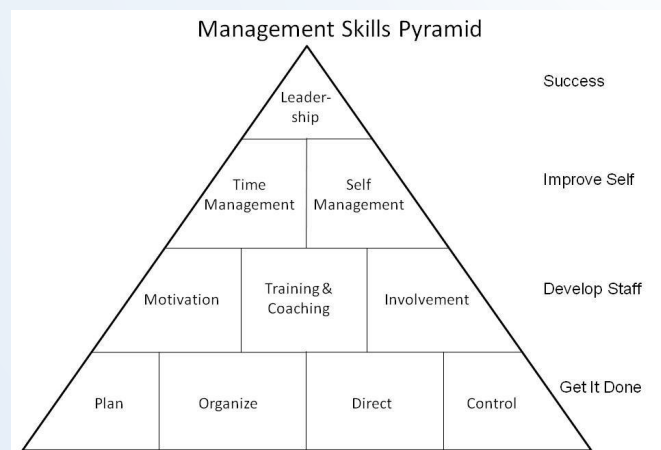 Management Skills Pyramid
Leader-
ship
Success
Time
Management
Self
Management
Improve Self
Motivation
Training &
Coaching
Involvement
Develop Staff
Plan
Organize
Direct
Control
Get It Done